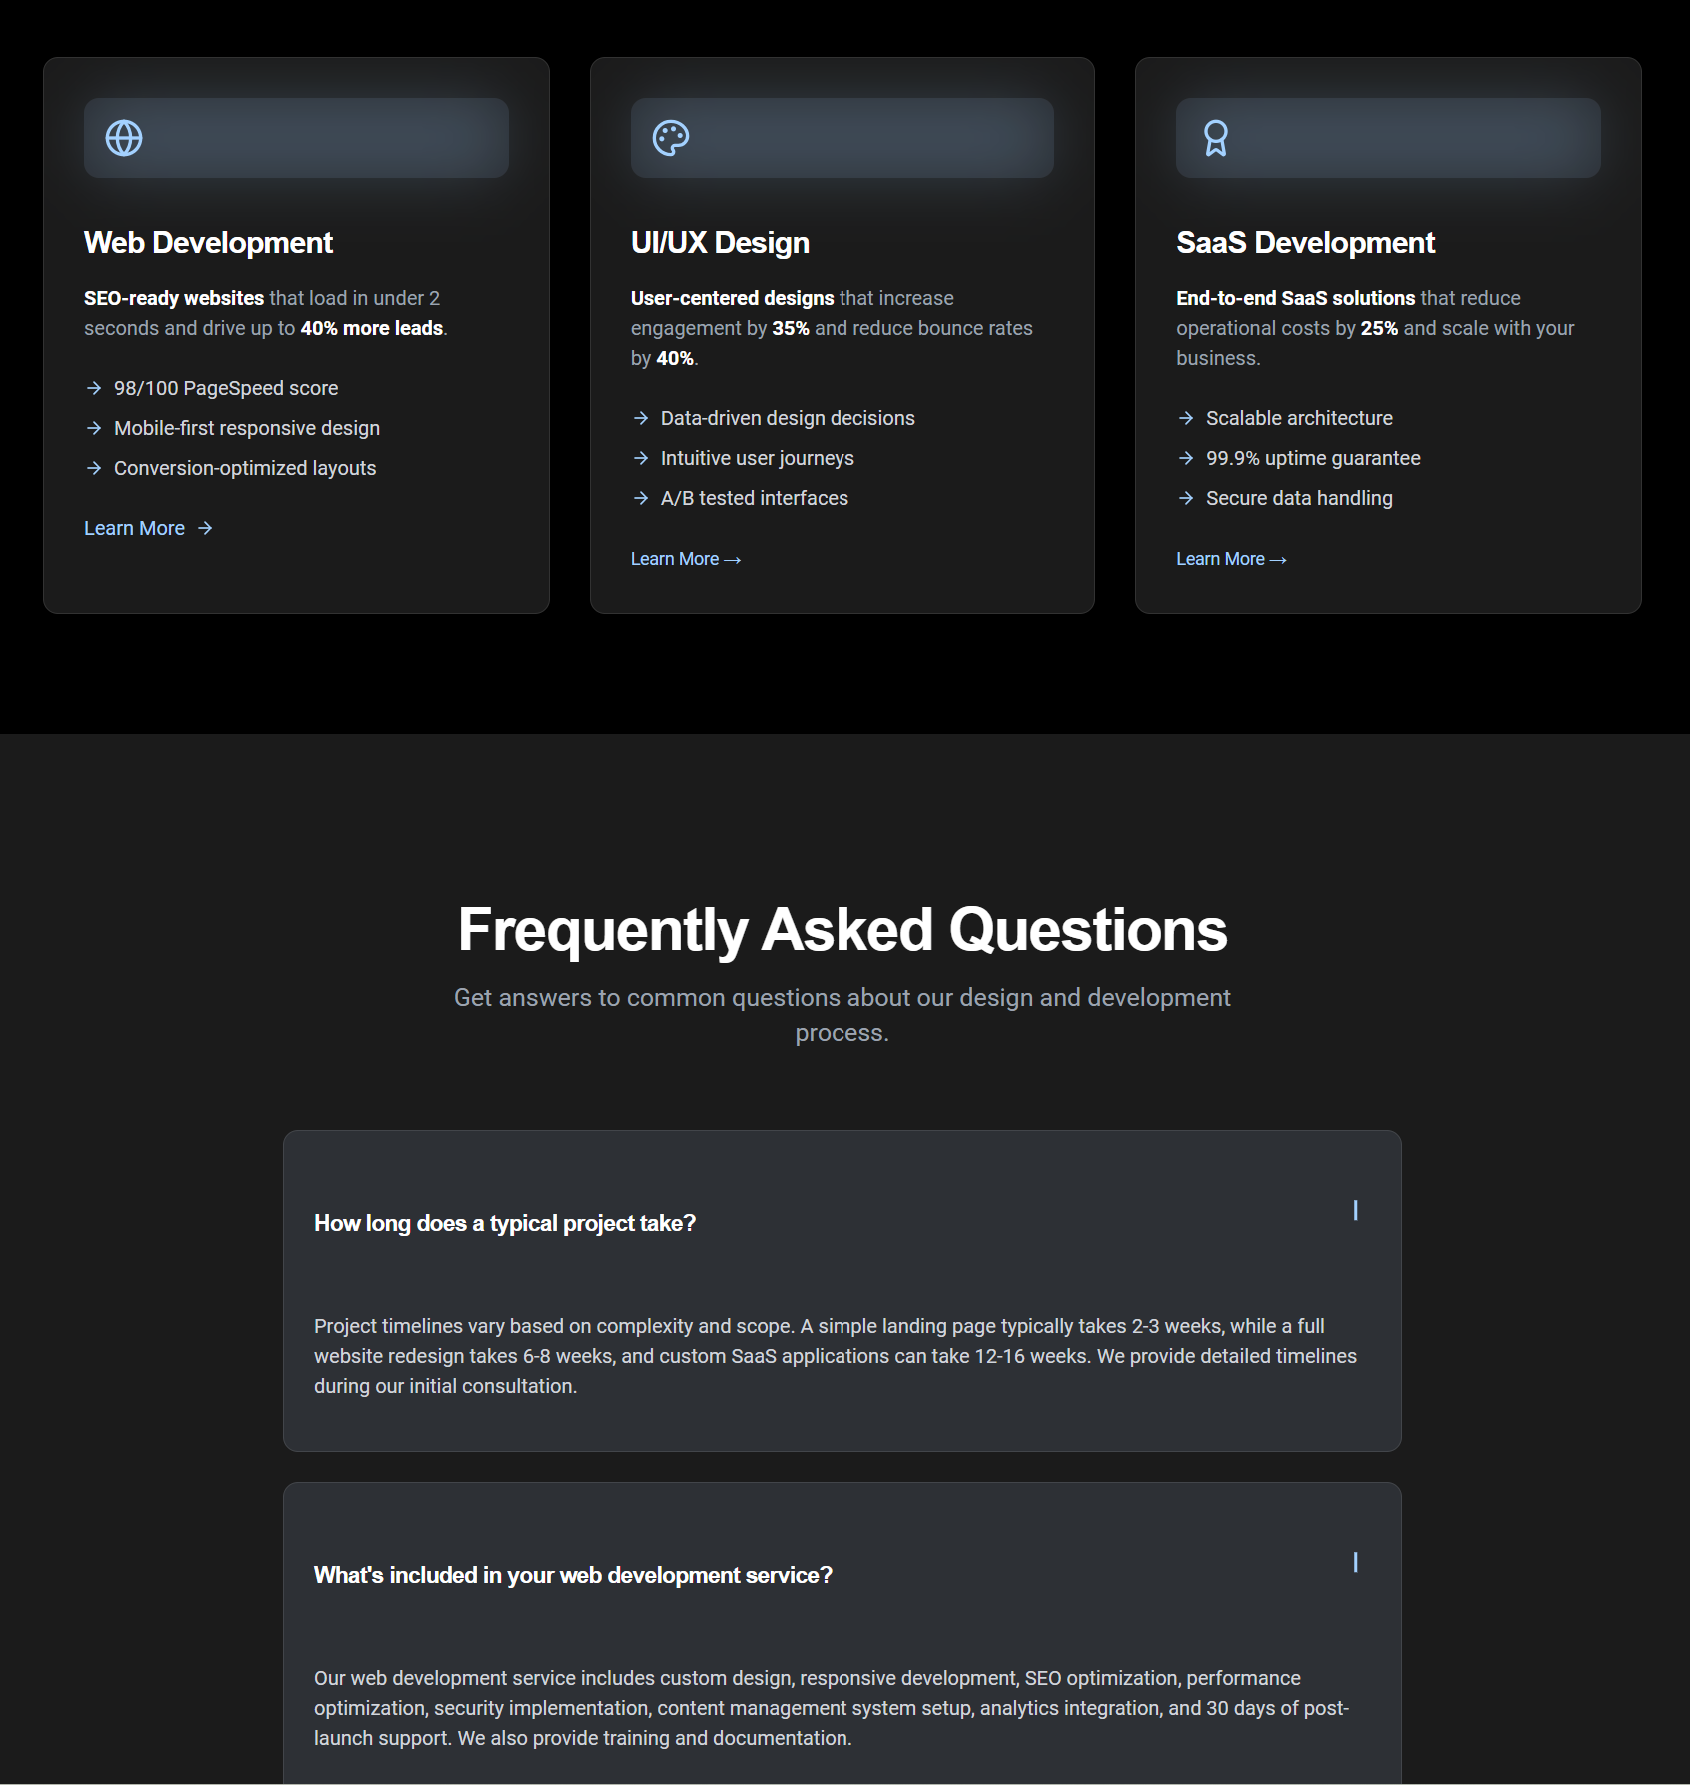 Web Development
SEO-ready websites that load in under 2
seconds and drive up to 40% more leads.
→ 98/100 PageSpeed score
→ Mobile-first responsive design
→ Conversion-optimized layouts
Learn More →
UI/UX Design
User-centered designs that increase
engagement by 35% and reduce bounce rates
by 40%.
→ Data-driven design decisions
→ Intuitive user journeys
→ A/B tested interfaces
Learn More →
SaaS Development
End-to-end SaaS solutions that reduce
operational costs by 25% and scale with your
business.
→ Scalable architecture
→ 99.9% uptime guarantee
→ Secure data handling
Learn More →
Frequently Asked Questions
Get answers to common questions about our design and development
process.
How long does a typical project take?
Project timelines vary based on complexity and scope. A simple landing page typically takes 2-3 weeks, while a full
website redesign takes 6-8 weeks, and custom SaaS applications can take 12-16 weeks. We provide detailed timelines
during our initial consultation.
What's included in your web development service?
Our web development service includes custom design, responsive development, SEO optimization, performance
optimization, security implementation, content management system setup, analytics integration, and 30 days of post-
launch support. We also provide training and documentation.